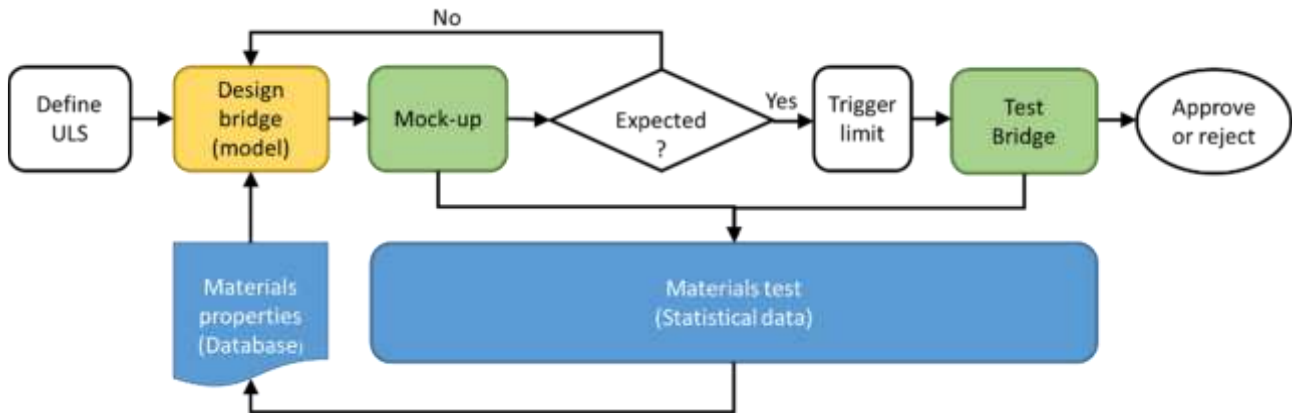 No
Define
ULS
Design
bridge
(model)
Mock-up
Expected
?
Yes
Trigger
limit
Test
Bridge
Approve
or reject
Materials
properties
(Database)
Materials test
(Statistical data)